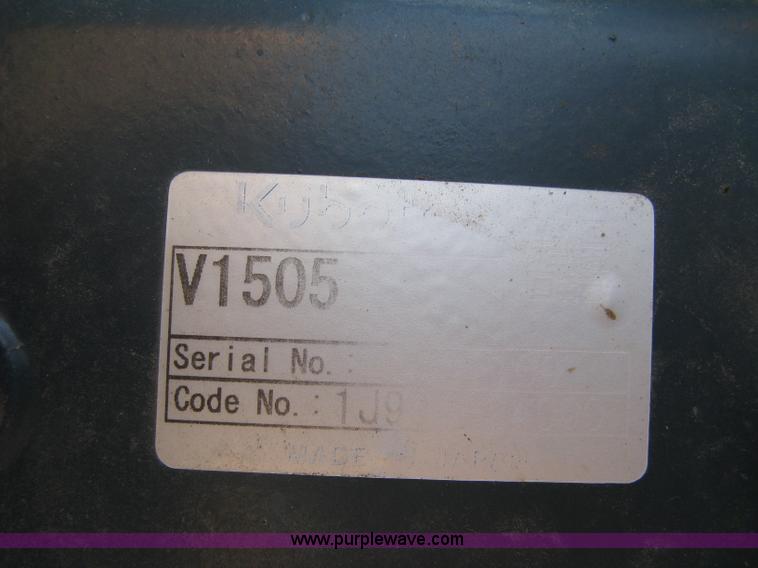 Kubota
V1505
Serial No.:
Code No.: 1J9
MADE IN JAPAN
www.purplewave.com